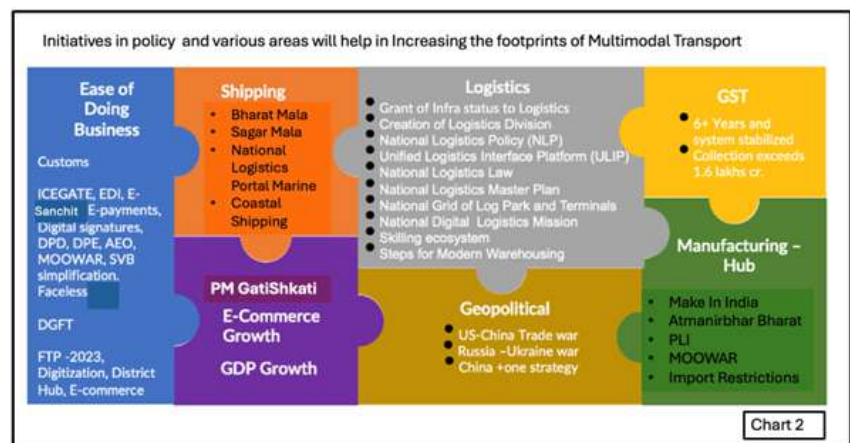 Initiatives in policy and various areas will help in Increasing the footprints of Multimodal Transport
Ease of
Doing
Business
Customs
ICEGATE, EDI, E-
Sanchit E-payments,
Digital signatures,
DPD, DPE, AEO,
MOOWAR, SVB
simplification.
Faceless
DGFT
FTP -2023,
Digitization, District
Hub, E-commerce
Shipping
• Bharat Mala
• Sagar Mala
• National
Logistics
Portal Marine
• Coastal
Shipping
PM GatiShkati
E-Commerce
Growth
GDP Growth
Logistics
● Grant of Infra status to Logistics
● Creation of Logistics Division
● National Logistics Policy (NLP)
● Unified Logistics Interface Platform (ULIP)
● National Logistics Law
● National Logistics Master Plan
● National Grid of Log Park and Terminals
● National Digital Logistics Mission
● Skilling ecosystem
● Steps for Modern Warehousing
Geopolitical
● US-China Trade war
● Russia –Ukraine war
● China +one strategy
GST
● 6+ Years and
system stabilized
● Collection exceeds
1.6 lakhs cr.
Manufacturing –
Hub
• Make In India
• Atmanirbhar Bharat
• PLI
• MOOWAR
• Import Restrictions
Chart 2